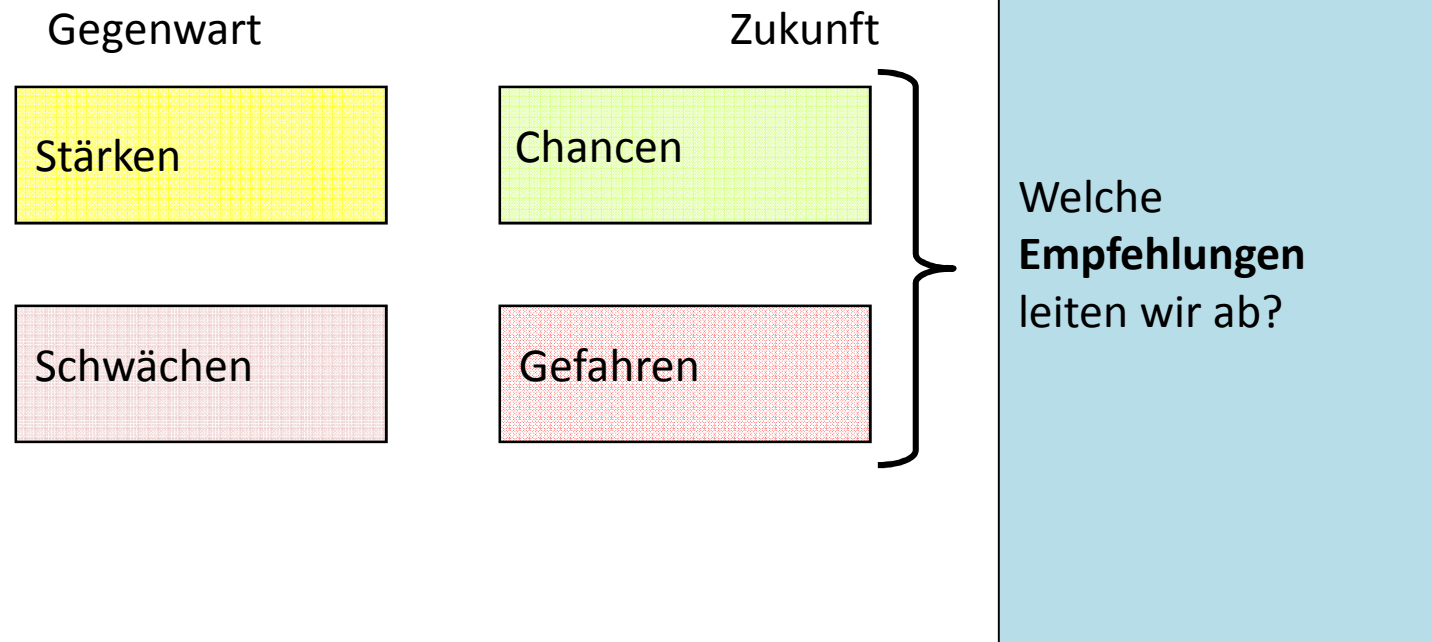 Gegenwart
Zukunft
Stärken
Chancen
Schwächen
Gefahren
Welche
Empfehlungen
leiten wir ab?